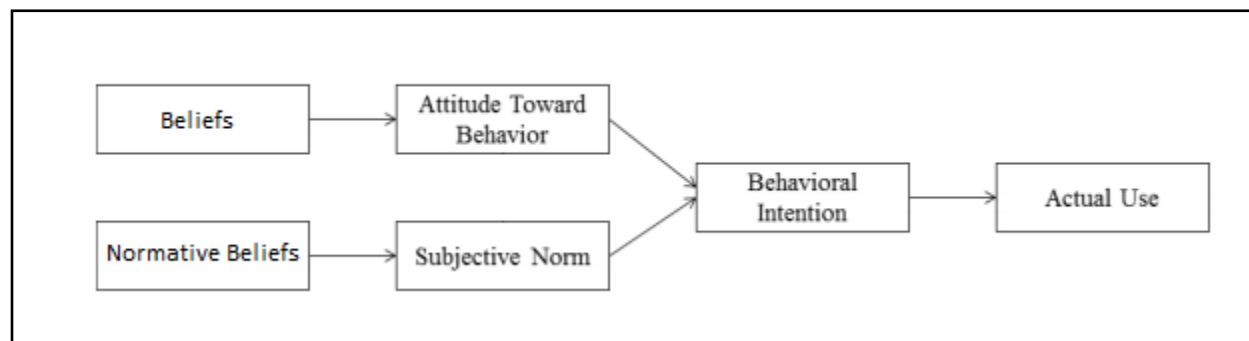 Beliefs
Attitude Toward
Behavior
Behavioral
Intention
Actual Use
Normative Beliefs
Subjective Norm